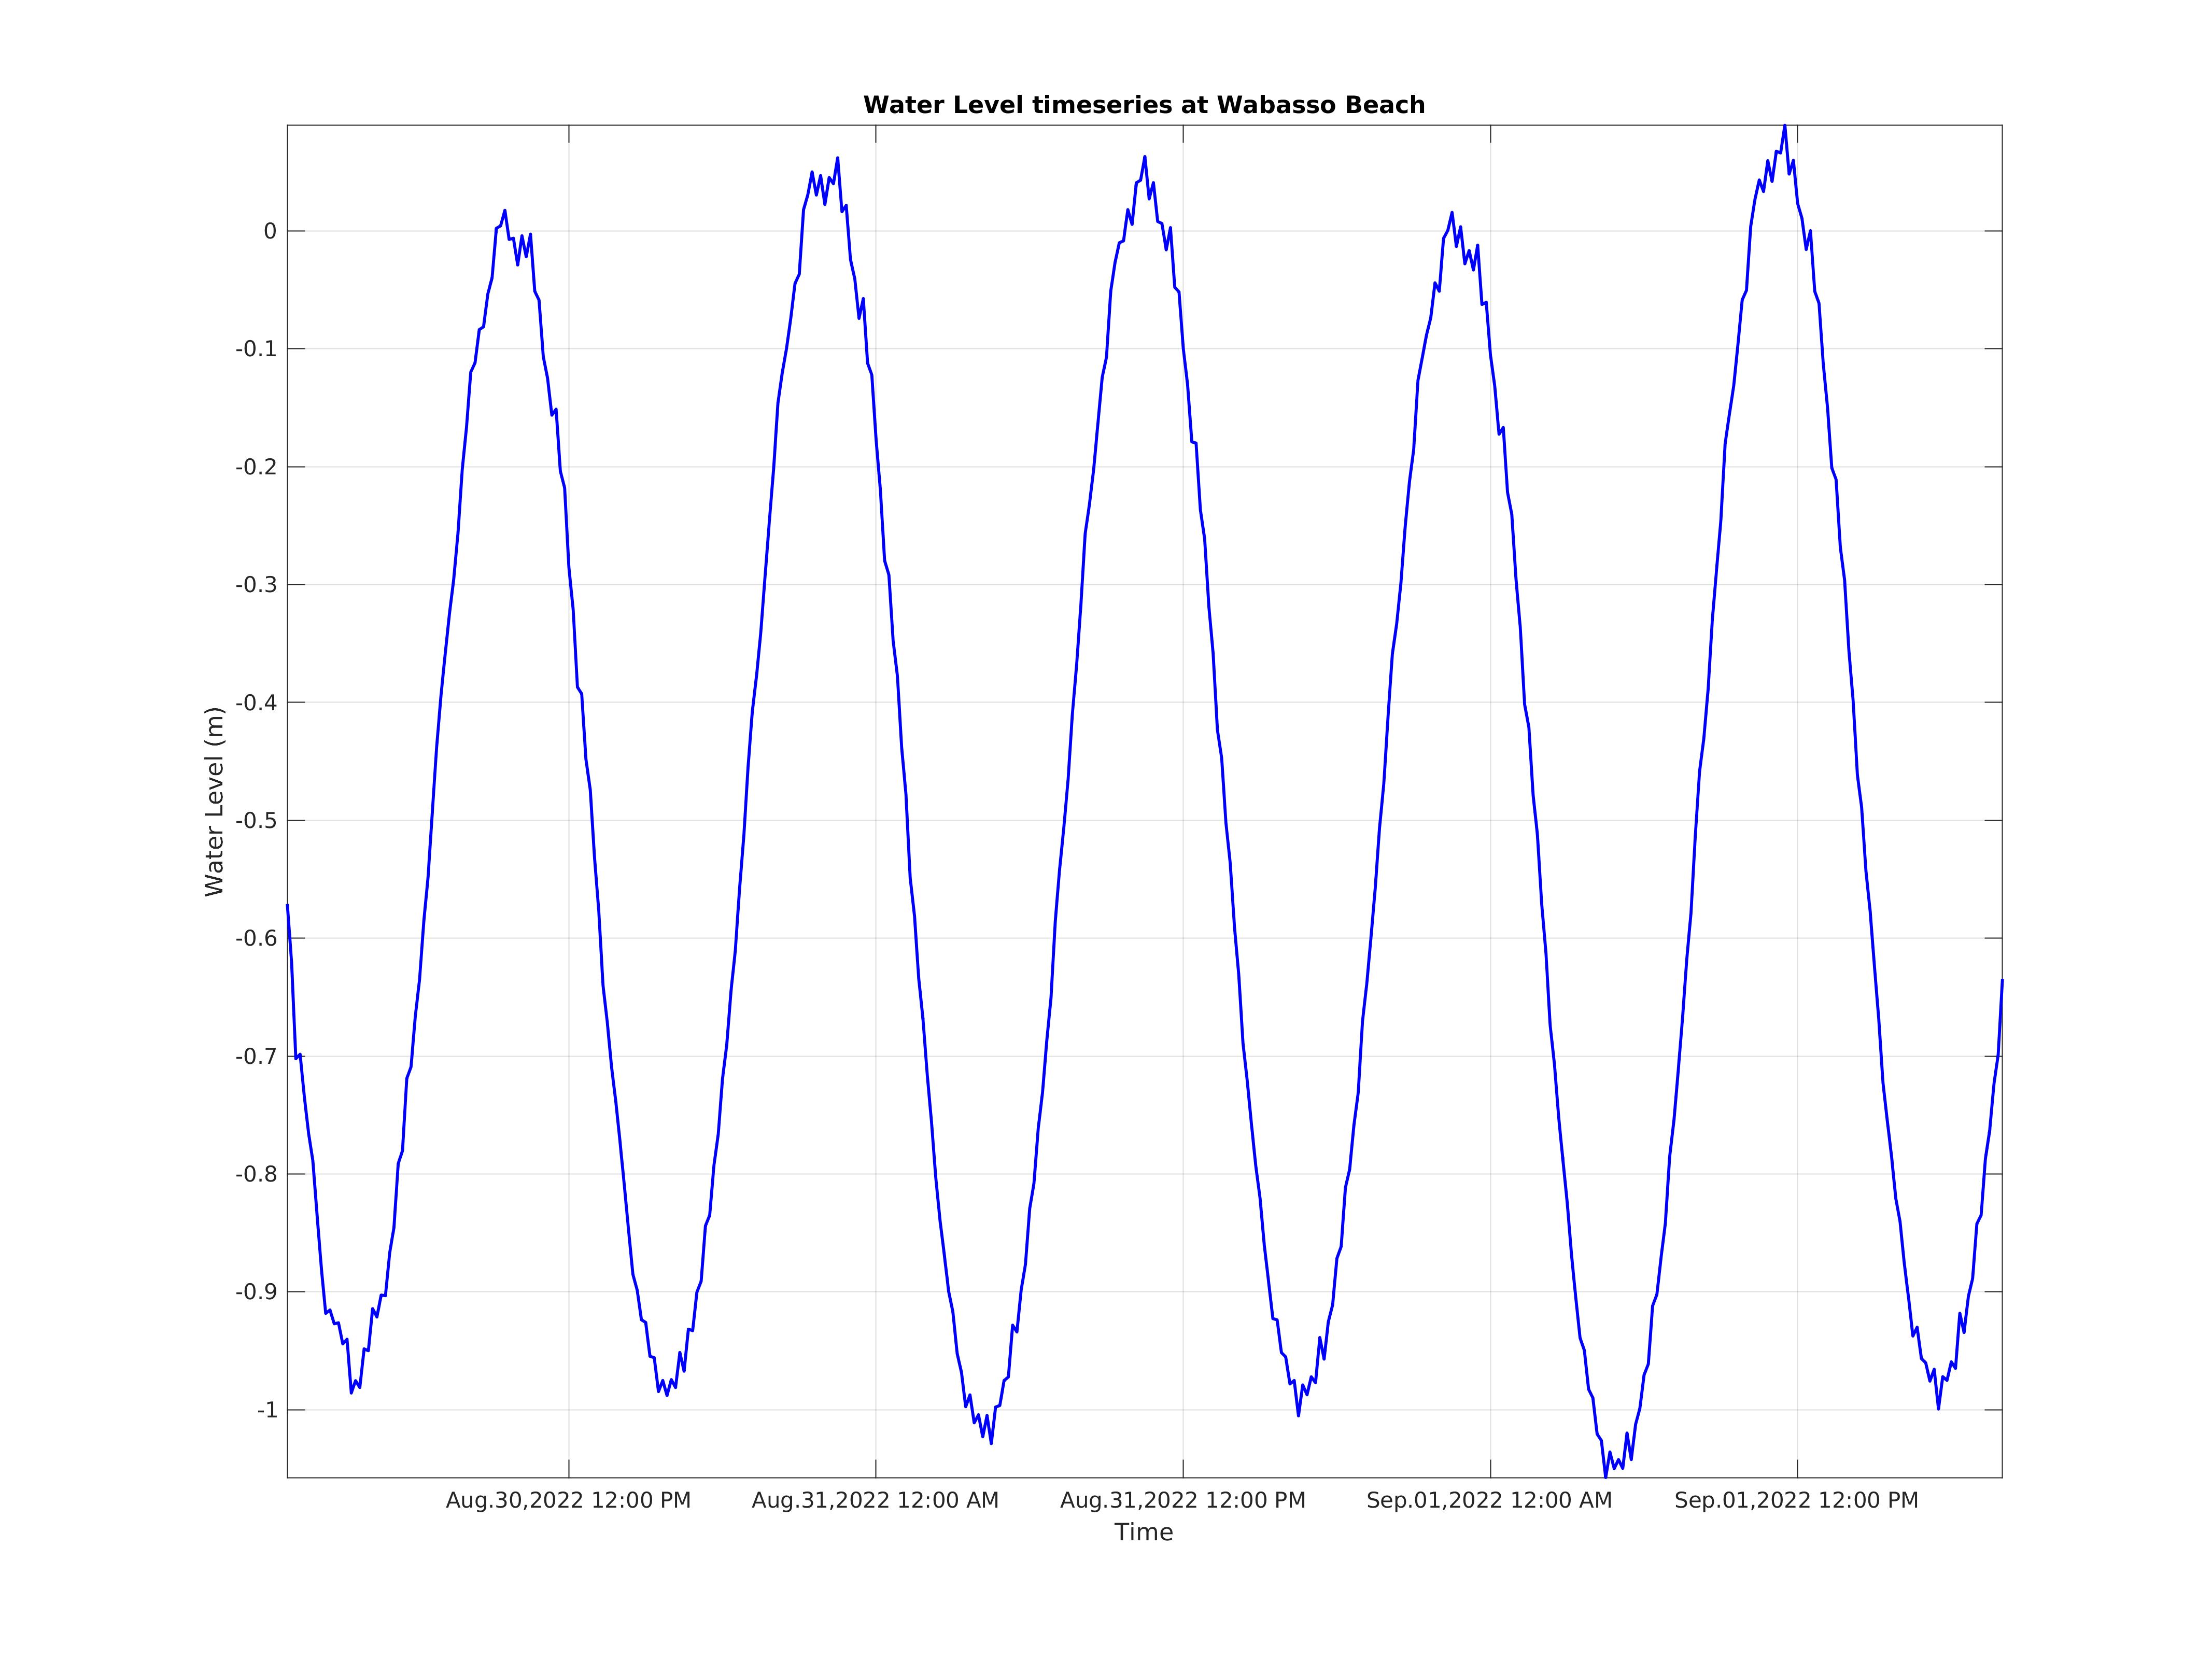 Water Level timeseries at Wabasso Beach
0
-0.1
-0.2
-0.3
-0.4
-0.5
-0.6
-0.7
-0.8
-0.9
-1
Water Level (m)
Aug.30,2022 12:00 PM
Aug.31,2022 12:00 AM
Aug.31,2022 12:00 PM
Sep.01,2022 12:00 AM
Sep.01,2022 12:00 PM
Time